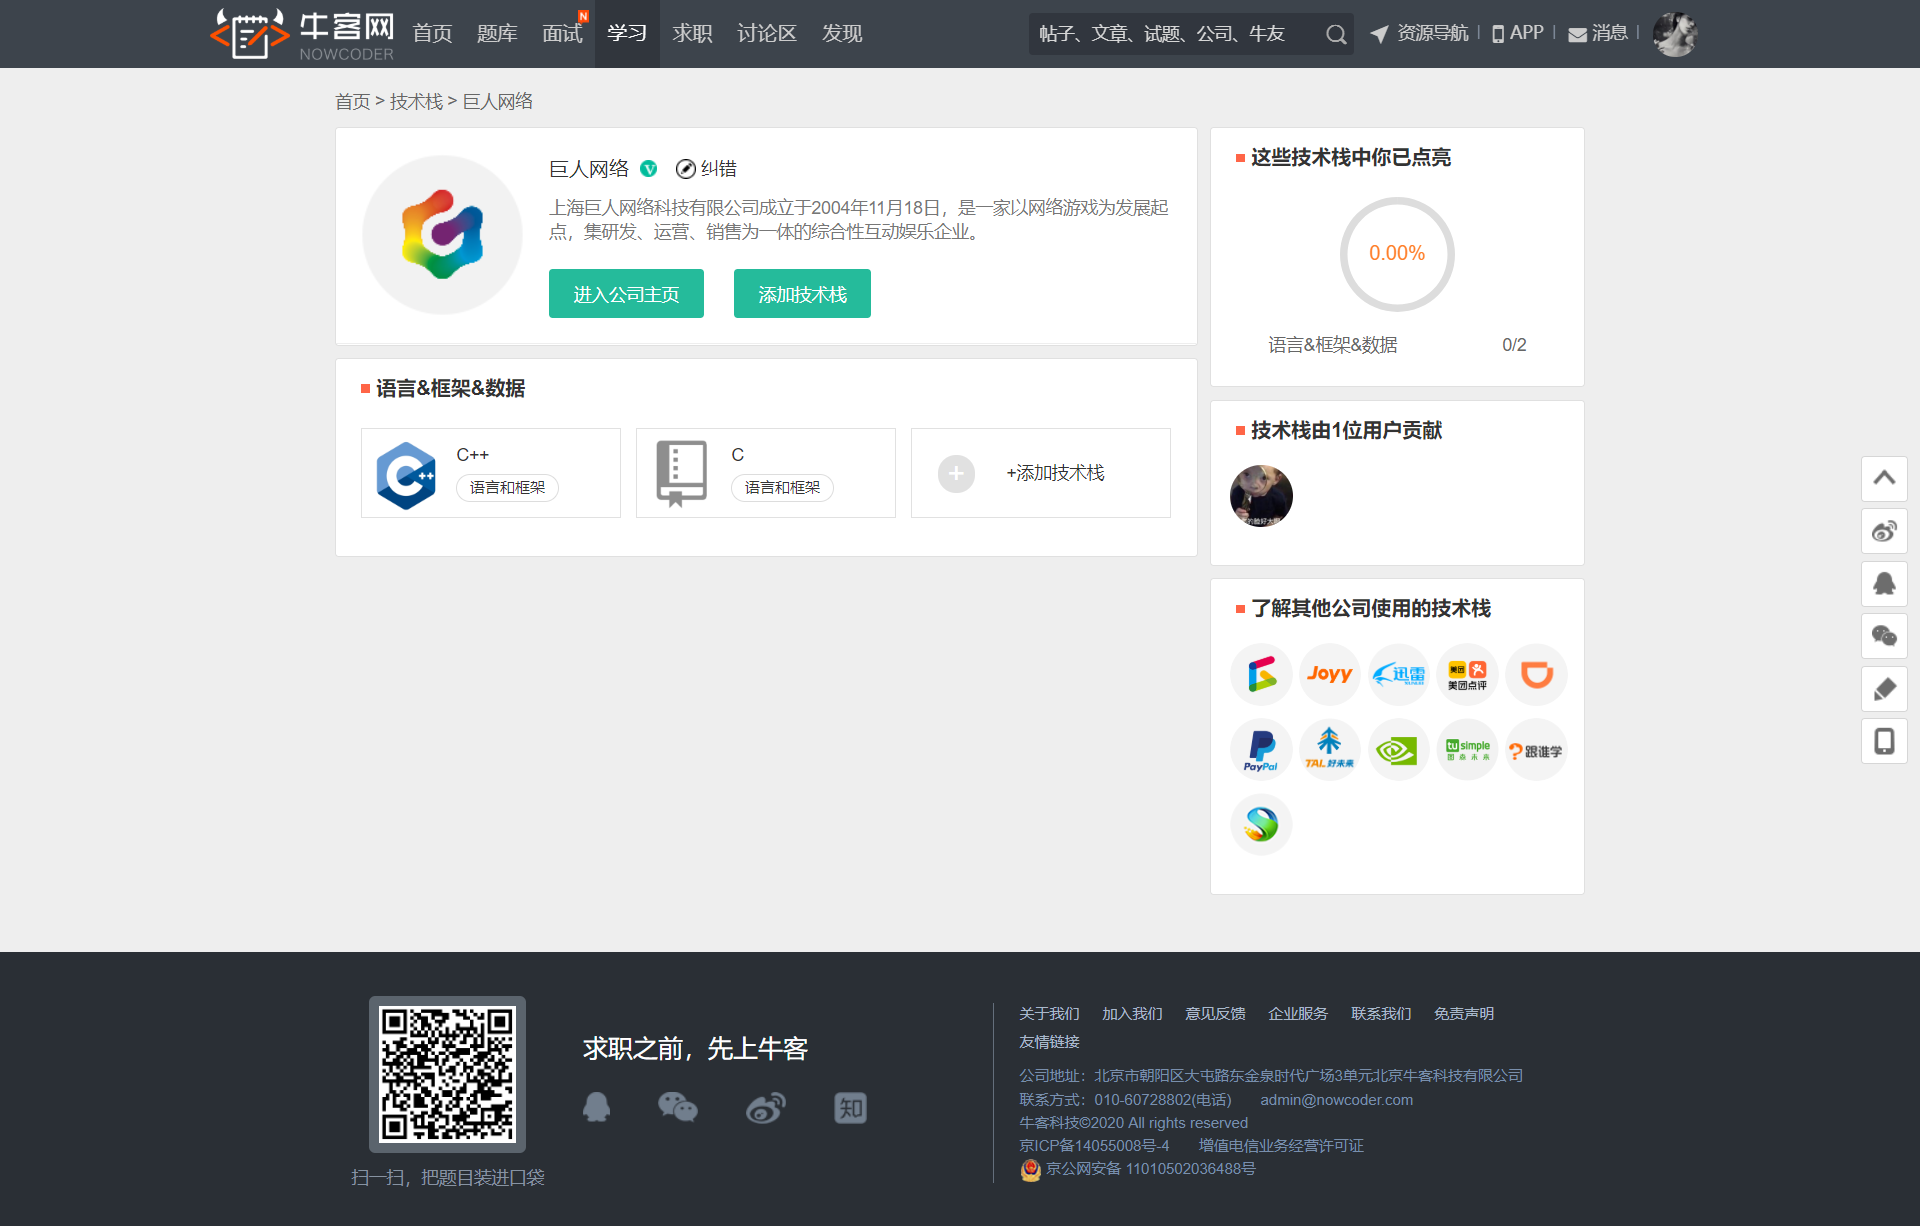 牛客网
NOWCODER
首页
题库
面试
N
学习
求职
讨论区
发现
帖子、文章、试题、公司、牛友
资源导航
APP
消息
首页 > 技术栈 > 巨人网络
巨人网络
V
纠错
上海巨人网络科技有限公司成立于2004年11月18日，是一家以网络游戏为发展起
点，集研发、运营、销售为一体的综合性互动娱乐企业。
进入公司主页
添加技术栈
语言&框架&数据
C++
语言和框架
C
语言和框架
+添加技术栈
这些技术栈中你已点亮
0.00%
语言&框架&数据
0/2
技术栈由1位用户贡献
了解其他公司使用的技术栈
Joyy
迅雷
美团
美团点评
PayPal
TAL 好未来
tu simple
图森未来
跟谁学
扫一扫，把题目装进口袋
求职之前，先上牛客
知
关于我们
加入我们
意见反馈
企业服务
联系我们
免责声明
友情链接
公司地址：北京市朝阳区大屯路东金泉时代广场3单元北京牛客科技有限公司
联系方式：010-60728802(电话) admin@nowcoder.com
牛客科技©2020 All rights reserved
京ICP备14055008号-4 增值电信业务经营许可证
京公网安备 11010502036488号